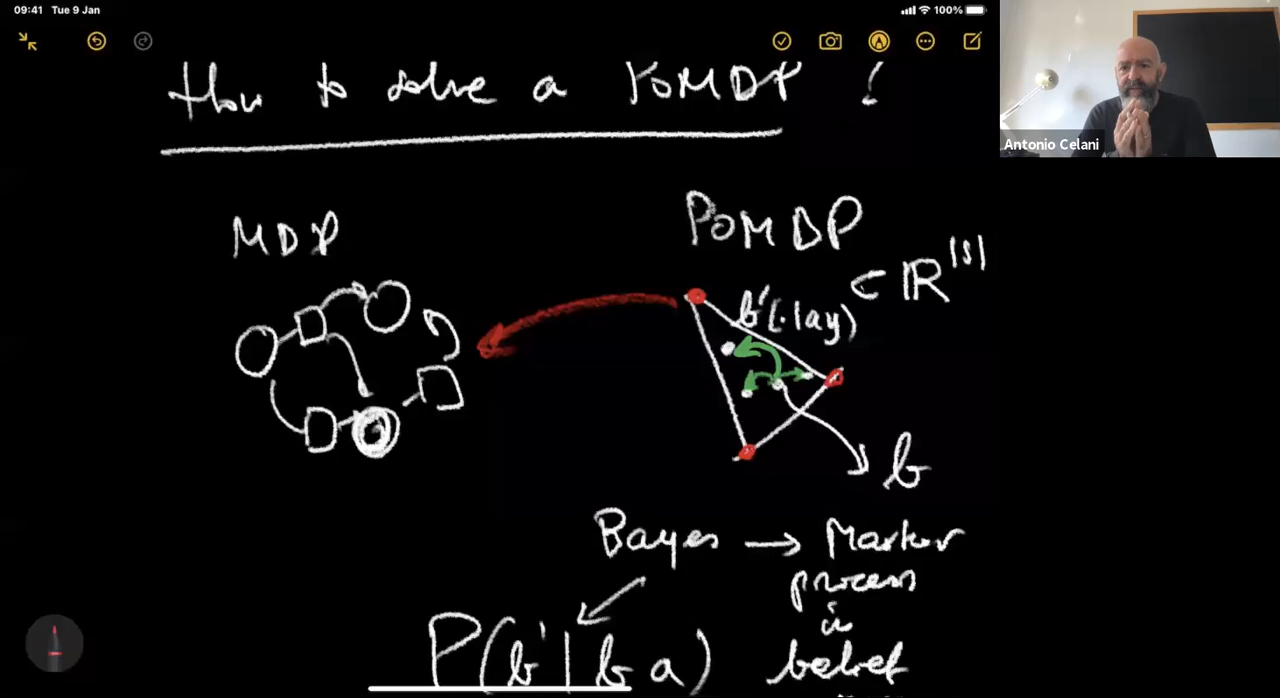 09:41 Tue 9 Jan
100%
How to solve a POMDP ?
Antonio Celani
MDP
POMDP
b'(·|ay) ⊂ ℝ^|S|
b
Bayes → Markov
process
in
P(b'|b a) belief